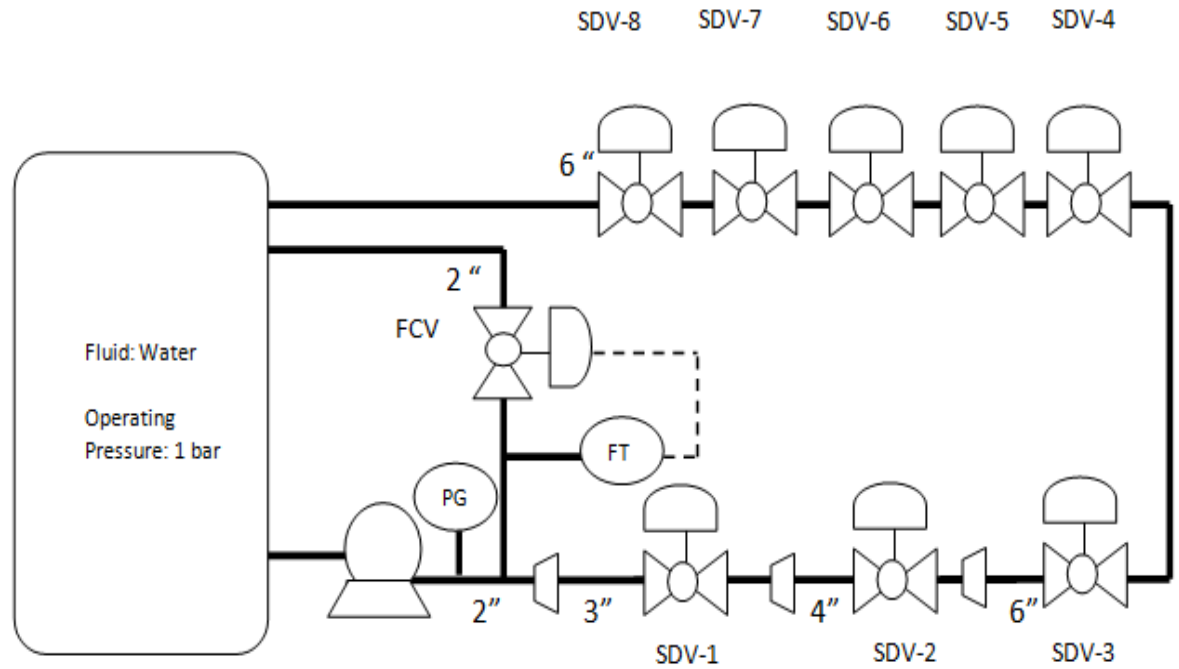 SDV-8 SDV-7 SDV-6 SDV-5 SDV-4
6 “
2 “
FCV
Fluid: Water
Operating
Pressure: 1 bar
FT
PG
2” 3” 4” 6”
SDV-1 SDV-2 SDV-3